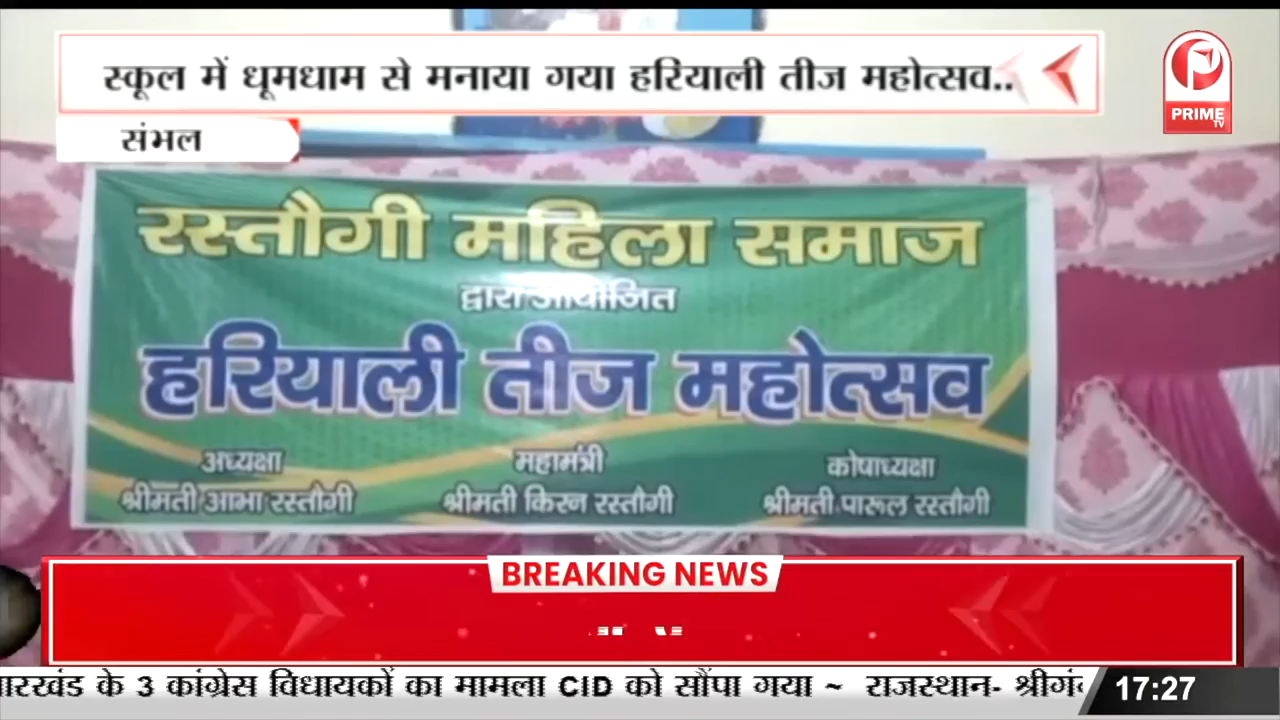 स्कूल में धूमधाम से मनाया गया हरियाली तीज महोत्सव..
PRIME
TV
संभल
रस्तौगी महिला समाज
द्वारा आयोजित
हरियाली तीज महोत्सव
अध्यक्षा महामंत्री कोषाध्यक्षा
श्रीमती आभा रस्तौगी श्रीमती किरन रस्तौगी श्रीमती पारूल रस्तौगी
BREAKING NEWS
ारखंड के 3 कांग्रेस विधायकों का मामला CID को सौंपा गया ~ राजस्थान- श्रीगं
17:27